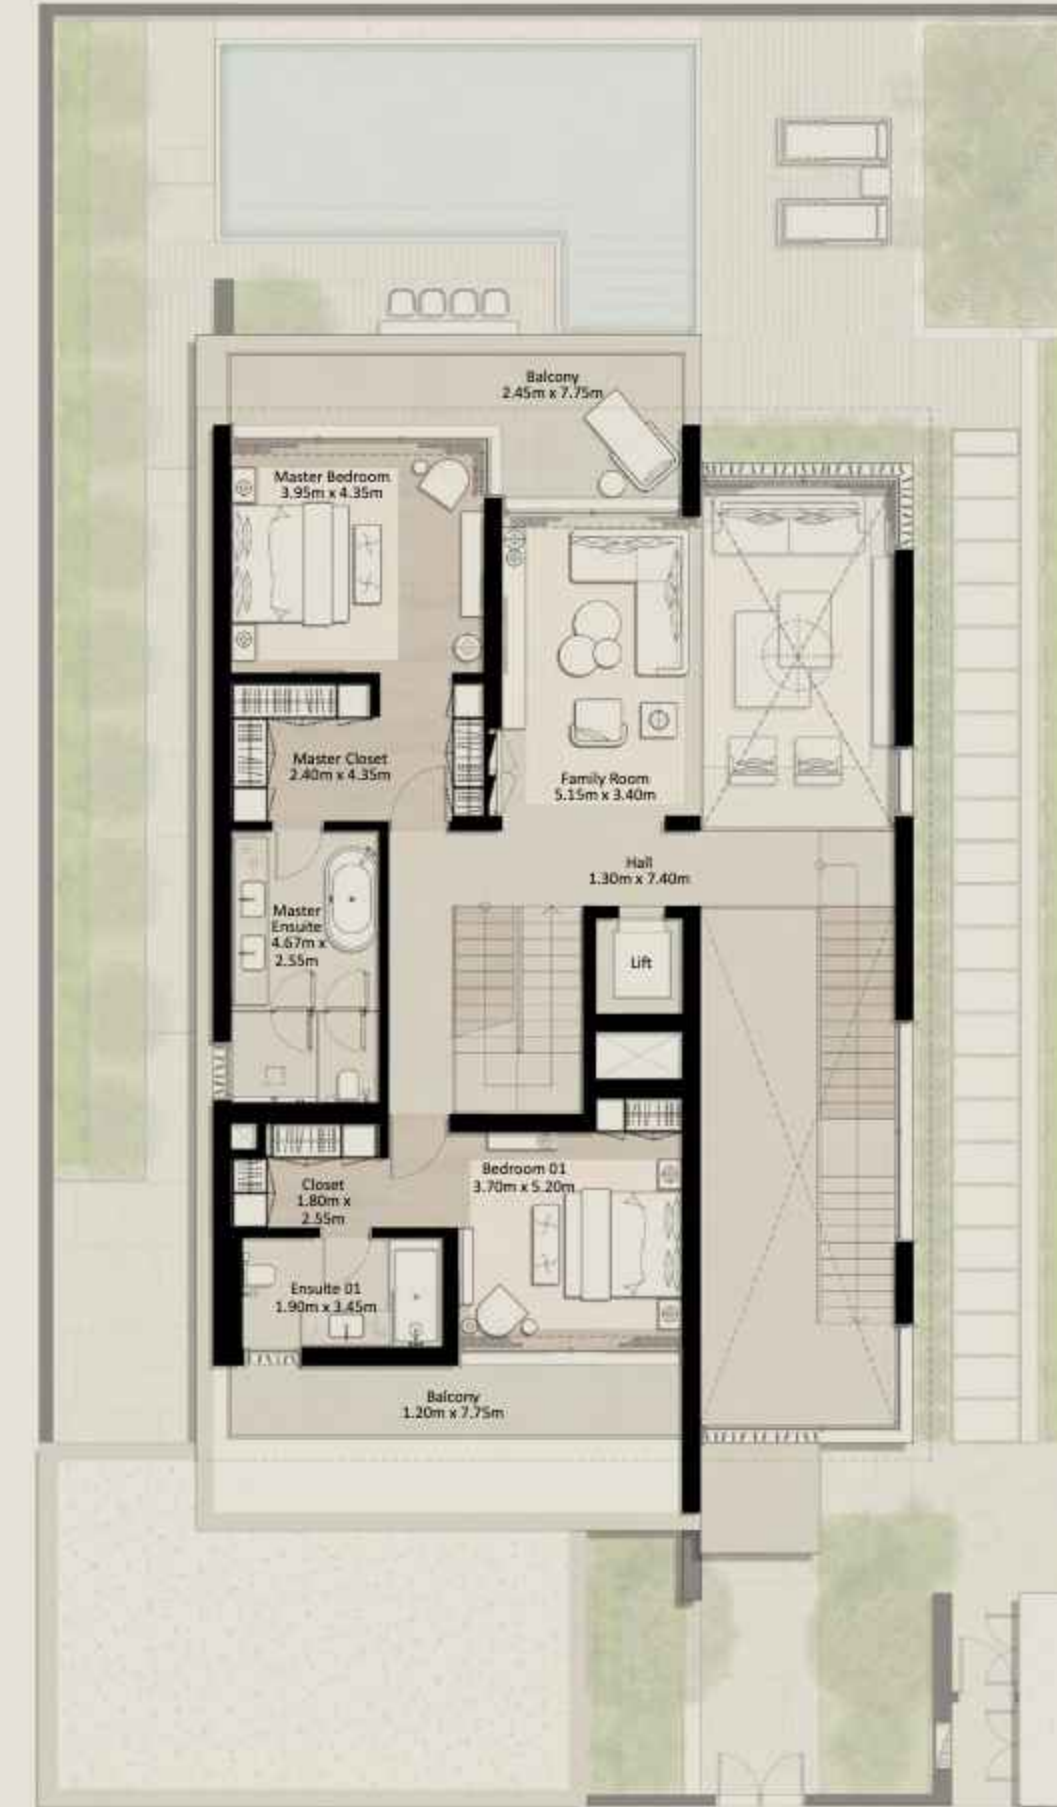 Balcony
2.45m x 7.75m
Master Bedroom
3.95m x 4.35m
Master Closet
2.40m x 4.35m
Family Room
5.15m x 3.40m
Hall
1.30m x 7.40m
Master
Ensuite
4.67m x
2.55m
Lift
Bedroom 01
3.70m x 5.20m
Closet
1.80m x
2.55m
Ensuite 01
1.90m x 3.45m
Balcony
1.20m x 7.75m